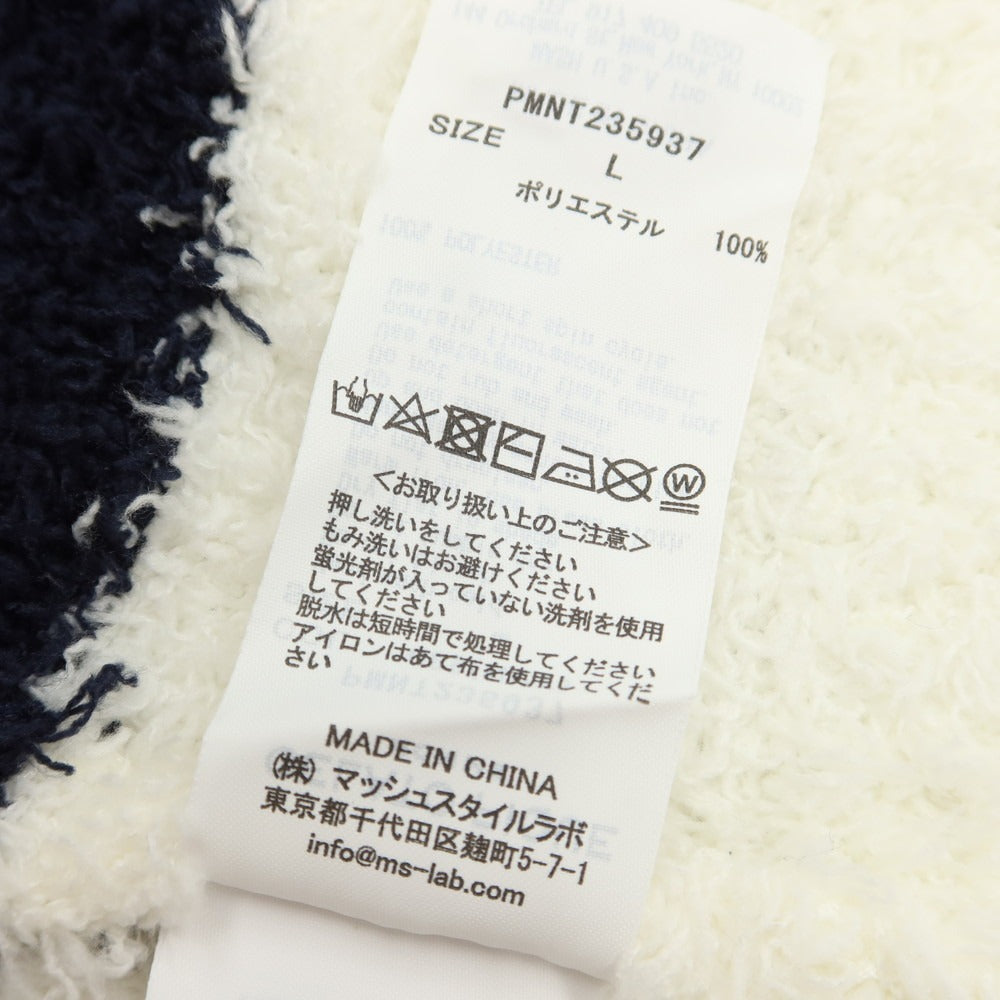 PMNT235937
SIZE L
ポリエステル 100%
W
<お取り扱い上のご注意>
押し洗いをしてください
もみ洗いはお避けください
蛍光剤が入っていない洗剤を使用
してください
脱水は短時間で処理してください
アイロンはあて布を使用してくだ
さい
MADE IN CHINA
(株) マッシュスタイルラボ
東京都千代田区麹町5-7-1
info@ms-lab.com